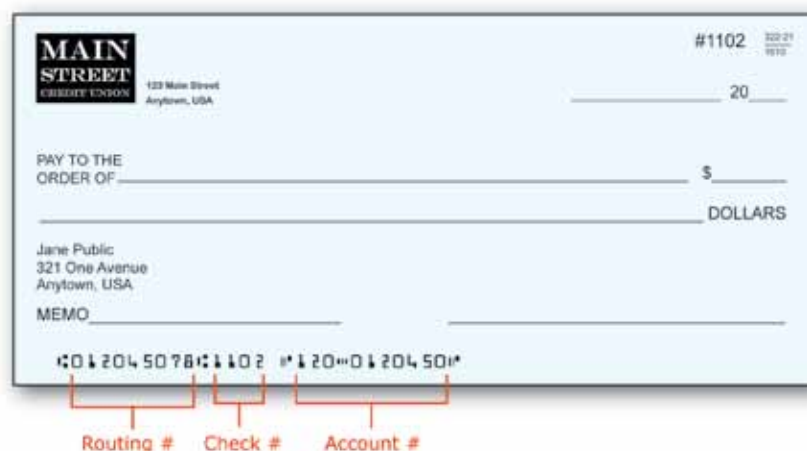 MAIN
STREET
CREDIT UNION
123 Main Street
Anytown, USA
#1102
20
PAY TO THE
ORDER OF
$
DOLLARS
Jane Public
321 One Avenue
Anytown, USA
MEMO
⑆012045078⑆1102 ⑈120⑉0120450⑈
Routing # Check # Account #